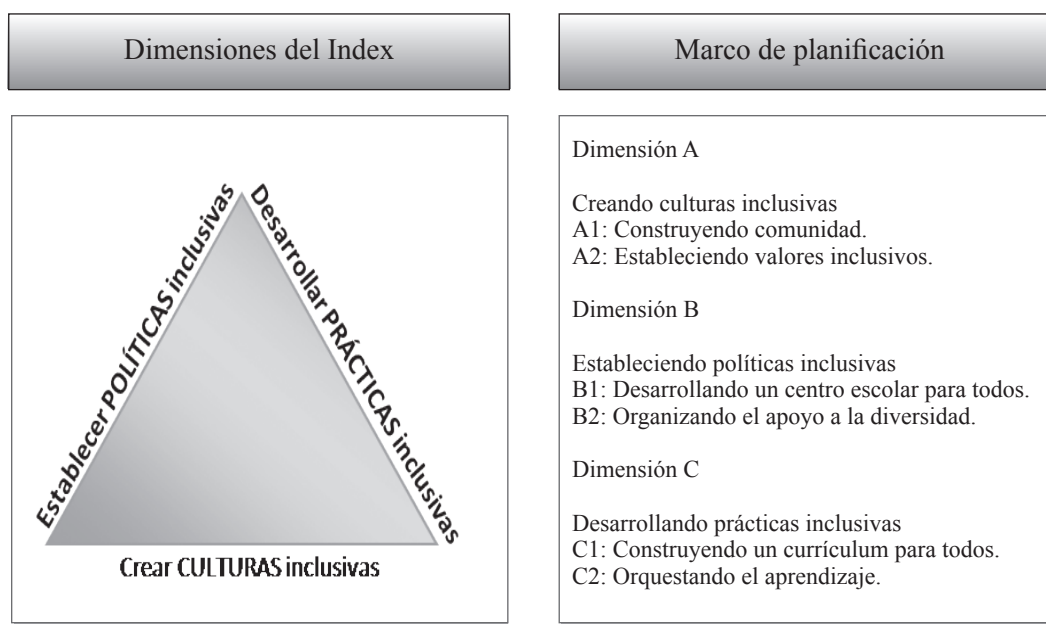 Dimensiones del Index
Establecer POLÍTICAS inclusivas
Desarrollar PRÁCTICAS inclusivas
Crear CULTURAS inclusivas
Marco de planificación
Dimensión A
Creando culturas inclusivas
A1: Construyendo comunidad.
A2: Estableciendo valores inclusivos.
Dimensión B
Estableciendo políticas inclusivas
B1: Desarrollando un centro escolar para todos.
B2: Organizando el apoyo a la diversidad.
Dimensión C
Desarrollando prácticas inclusivas
C1: Construyendo un currículum para todos.
C2: Orquestando el aprendizaje.